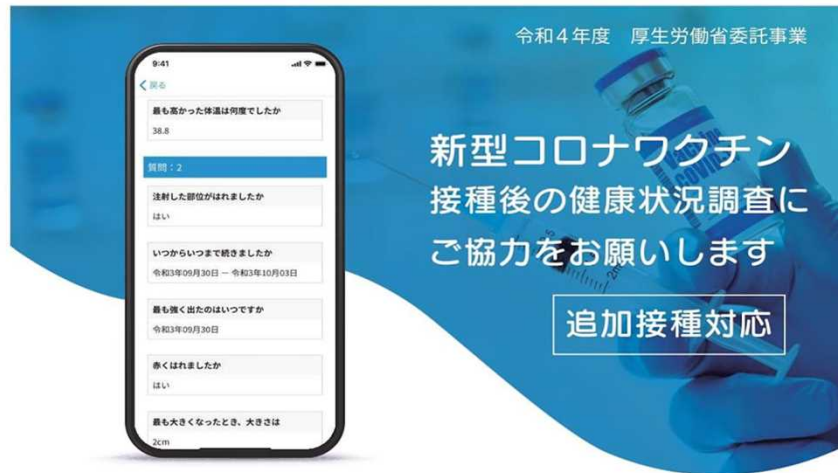 令和4年度　厚生労働省委託事業
新型コロナワクチン
接種後の健康状況調査に
ご協力をお願いします
追加接種対応
9:41
戻る
最も高かった体温は何度でしたか
38.8
質問：2
注射した部位がはれましたか
はい
いつからいつまで続きましたか
令和3年09月30日 ー 令和3年10月03日
最も強く出たのはいつですか
令和3年09月30日
赤くはれましたか
はい
最も大きくなったとき、大きさは
2cm